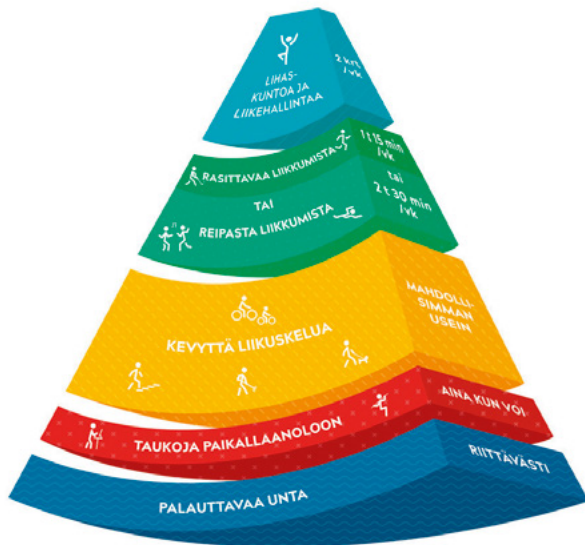 LIHAS-
KUNTOA JA
LIIKEHALLINTAA
2 krt
/vk
RASITTAVAA LIIKKUMISTA
1 t 15 min
/vk
TAI
tai
REIPASTA LIIKKUMISTA
2 t 30 min
/vk
KEVYTTÄ LIIKUSKELUA
MAHDOLLI-
SIMMAN
USEIN
TAUKOJA PAIKALLAANOLOON
AINA KUN VOI
PALAUTTAVAA UNTA
RIITTÄVÄSTI